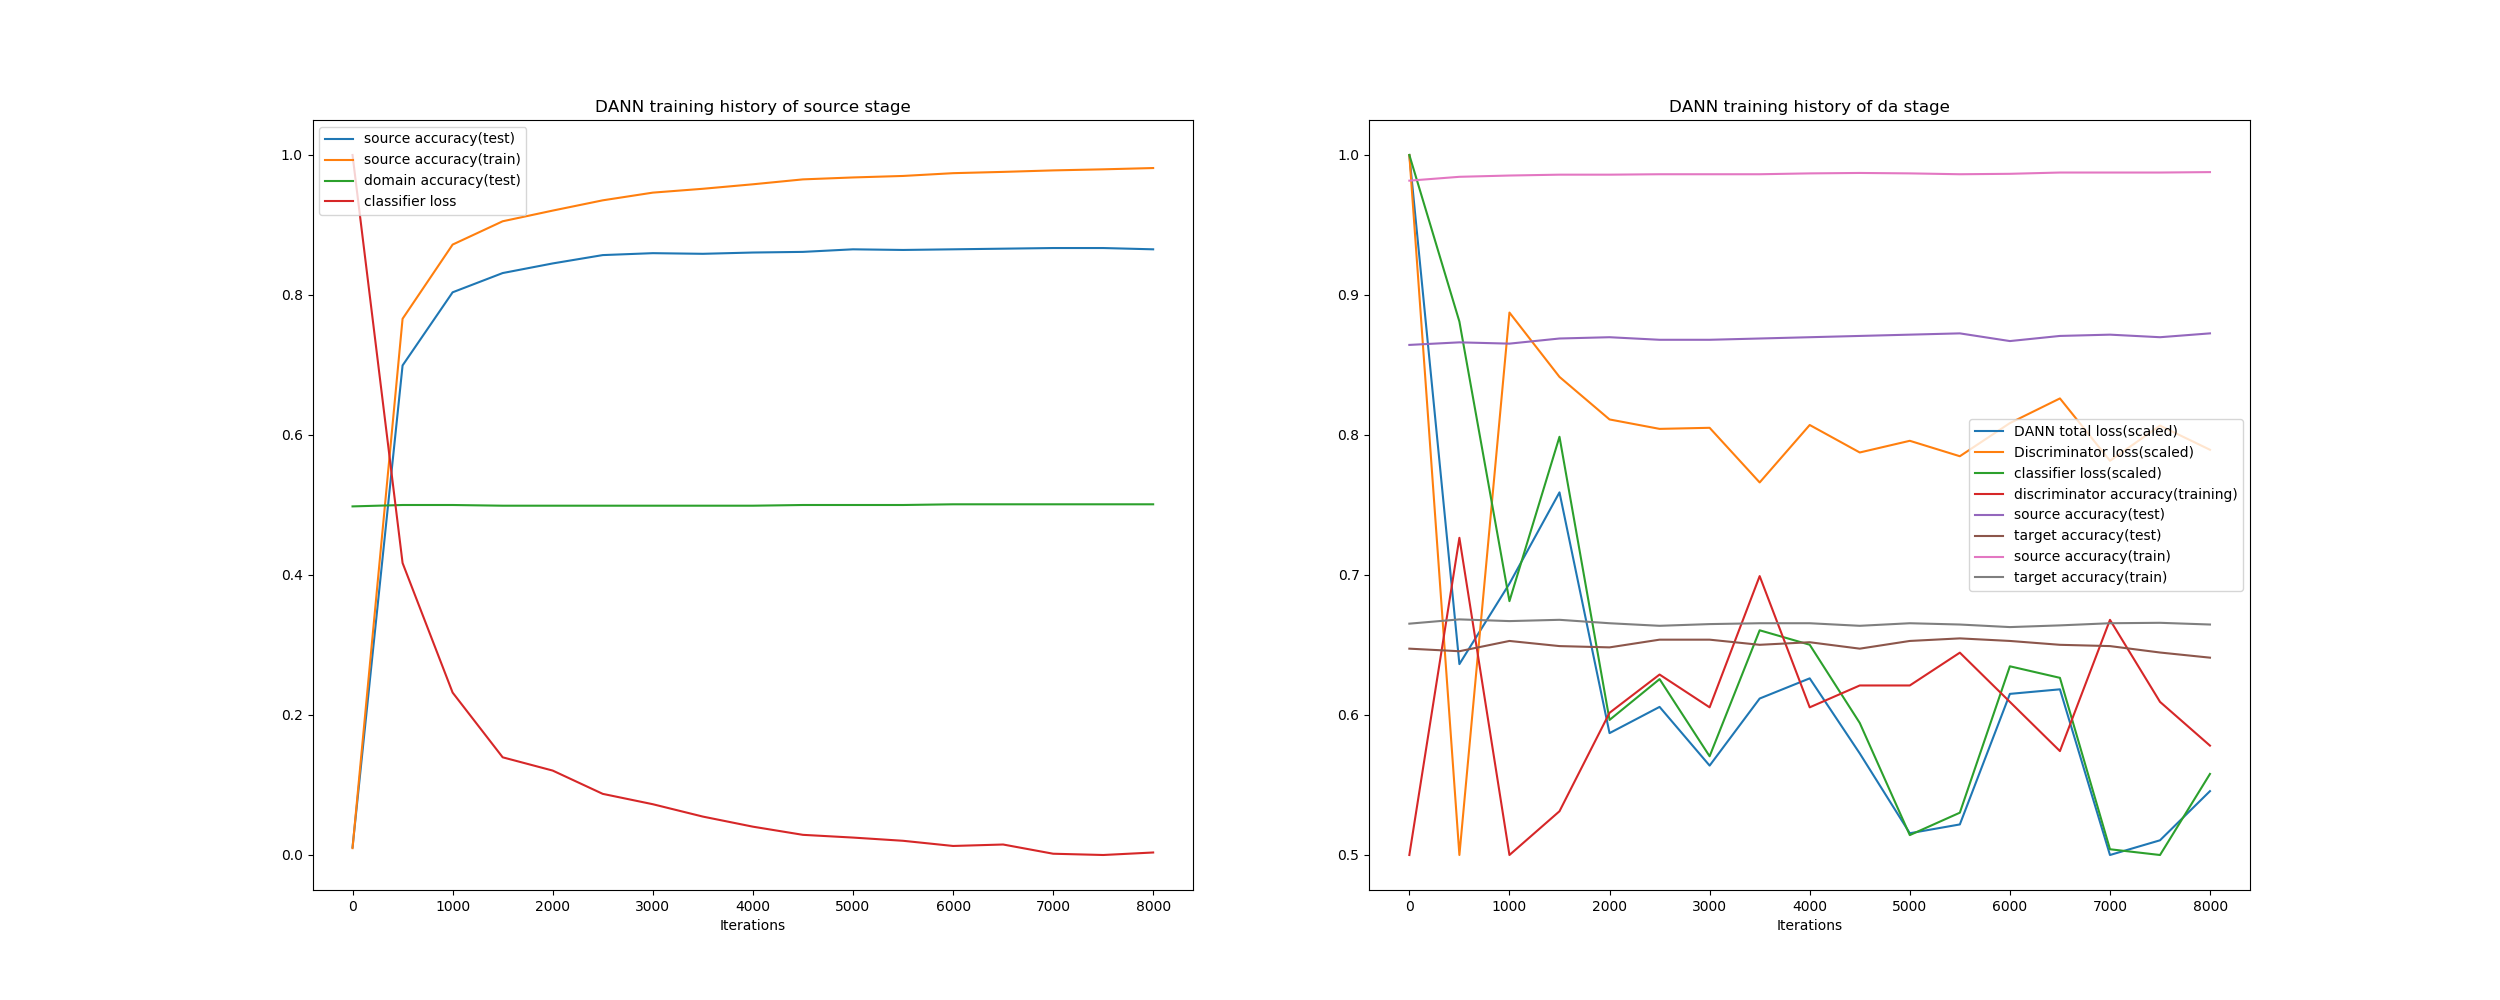 DANN training history of source stage
source accuracy(test)
source accuracy(train)
domain accuracy(test)
classifier loss
1.0
0.8
0.6
0.4
0.2
0.0
0 1000 2000 3000 4000 5000 6000 7000 8000
Iterations
DANN training history of da stage
1.0
0.9
0.8
0.7
0.6
0.5
DANN total loss(scaled)
Discriminator loss(scaled)
classifier loss(scaled)
discriminator accuracy(training)
source accuracy(test)
target accuracy(test)
source accuracy(train)
target accuracy(train)
0 1000 2000 3000 4000 5000 6000 7000 8000
Iterations